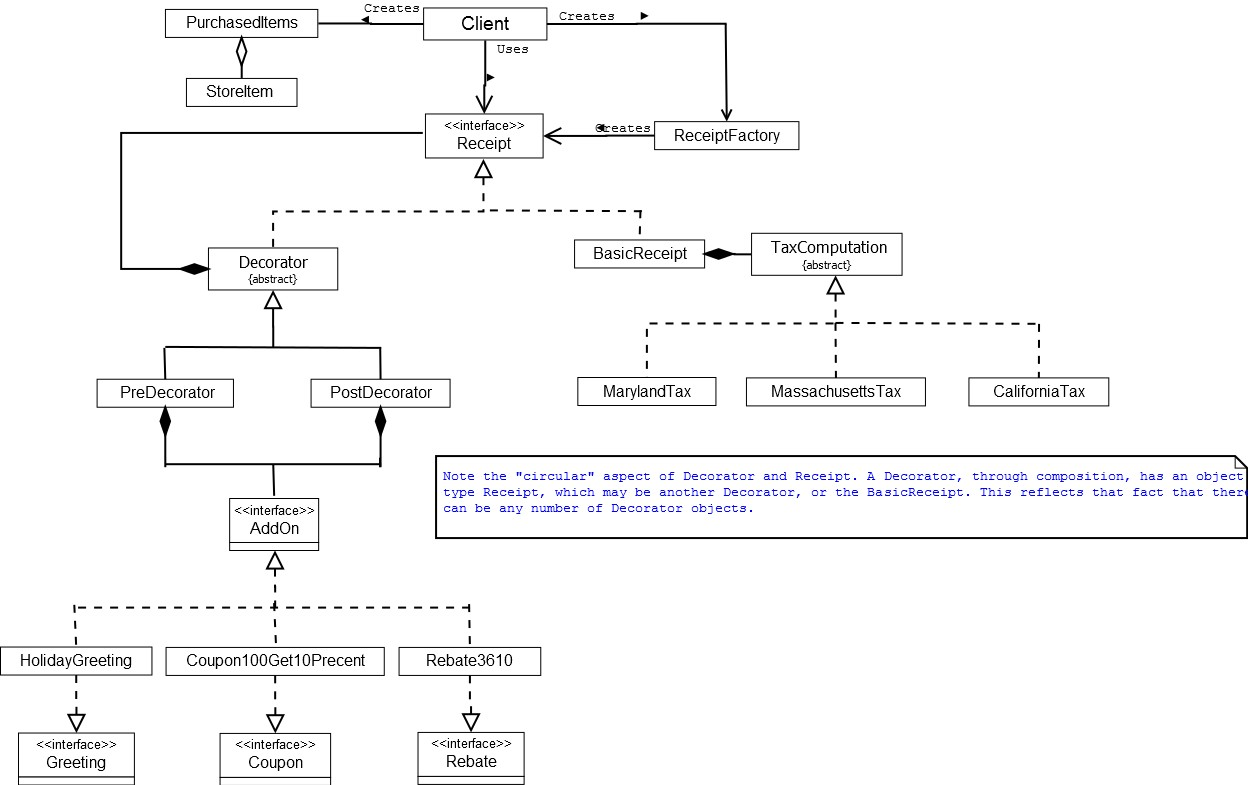 PurchasedItems
Creates
Client
Creates
Uses
StoreItem
<<interface>>
Receipt
Creates
ReceiptFactory
Decorator
{abstract}
BasicReceipt
TaxComputation
{abstract}
PreDecorator
PostDecorator
MarylandTax
MassachusettsTax
CaliforniaTax
Note the "circular" aspect of Decorator and Receipt. A Decorator, through composition, has an object
type Receipt, which may be another Decorator, or the BasicReceipt. This reflects that fact that there
can be any number of Decorator objects.
<<interface>>
AddOn
HolidayGreeting
Coupon100Get10Precent
Rebate3610
<<interface>>
Greeting
<<interface>>
Coupon
<<interface>>
Rebate